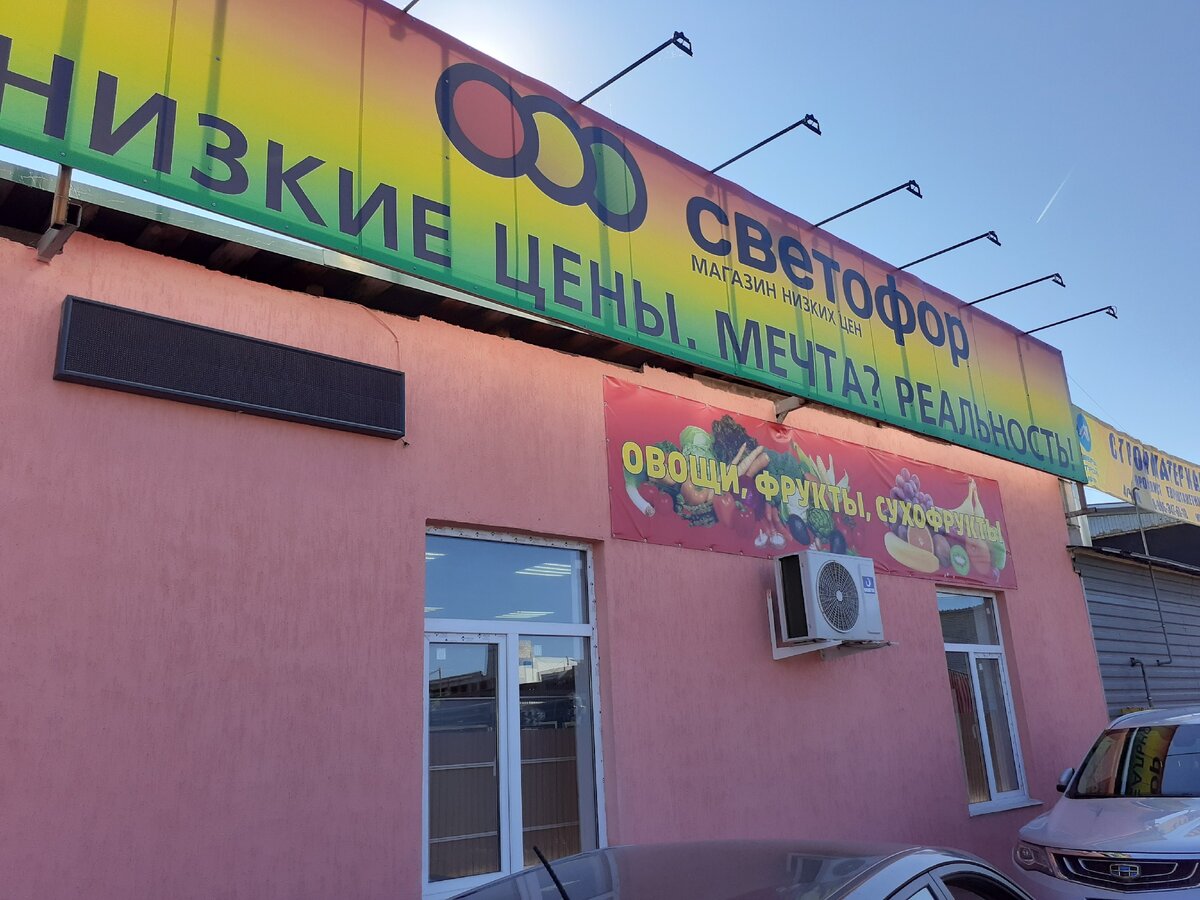 светофор
МАГАЗИН НИЗКИХ ЦЕН
НИЗКИЕ ЦЕНЫ. МЕЧТА? РЕАЛЬНОСТЬ!
ОВОЩИ, ФРУКТЫ, СУХОФРУКТЫ